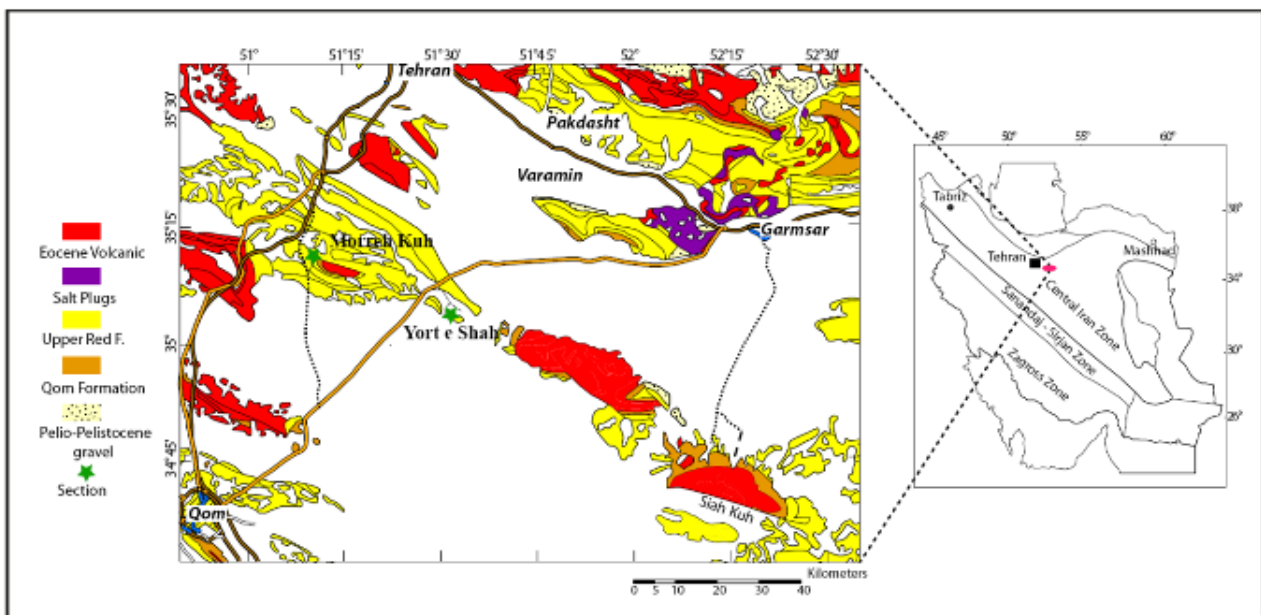 51° 51°15' 51°30' 51°45' 52° 52°15' 52°30'
Tehran
35°30'
Pakdasht
Varamin
35°15'
Garmsar
Mofreh Kuh
Yort e Shah
35°
34°45'
Siah Kuh
Qom
Eocene Volcanic
Salt Plugs
Upper Red F.
Qom Formation
Pelio-Pelistocene
gravel
Section
Kilometers
0 5 10 20 30 40
45° 50° 55° 60°
Tabriz
38°
Tehran
Mashhad
34°
Central Iran Zone
Sanandaj - Sirjan Zone
30°
Zagross Zone
26°